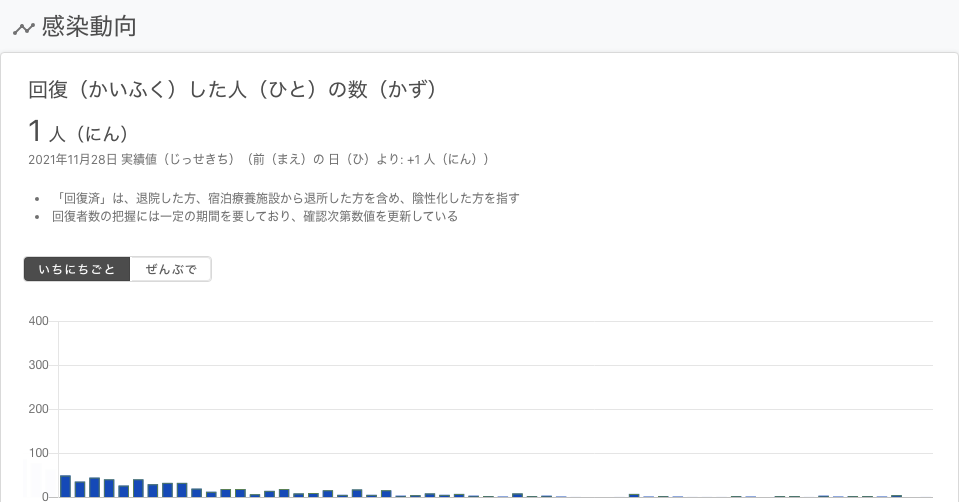 感染動向
回復（かいふく）した人（ひと）の数（かず）
1 人（にん）
2021年11月28日 実績値（じっせきち）（前（まえ）の 日（ひ）より: +1 人（にん））
• 「回復済」は、退院した方、宿泊療養施設から退所した方を含め、陰性化した方を指す
• 回復者数の把握には一定の期間を要しており、確認次第数値を更新している
いちにちごと ぜんぶで
400
300
200
100
0